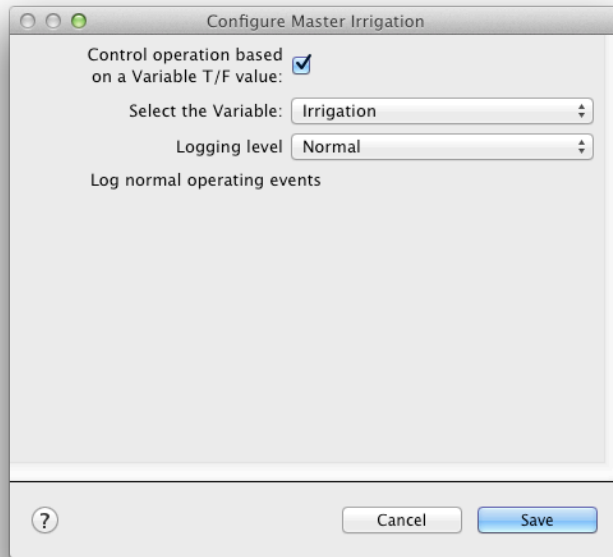 Configure Master Irrigation
Control operation based
on a Variable T/F value:
Select the Variable: Irrigation
Logging level Normal
Log normal operating events
? Cancel Save